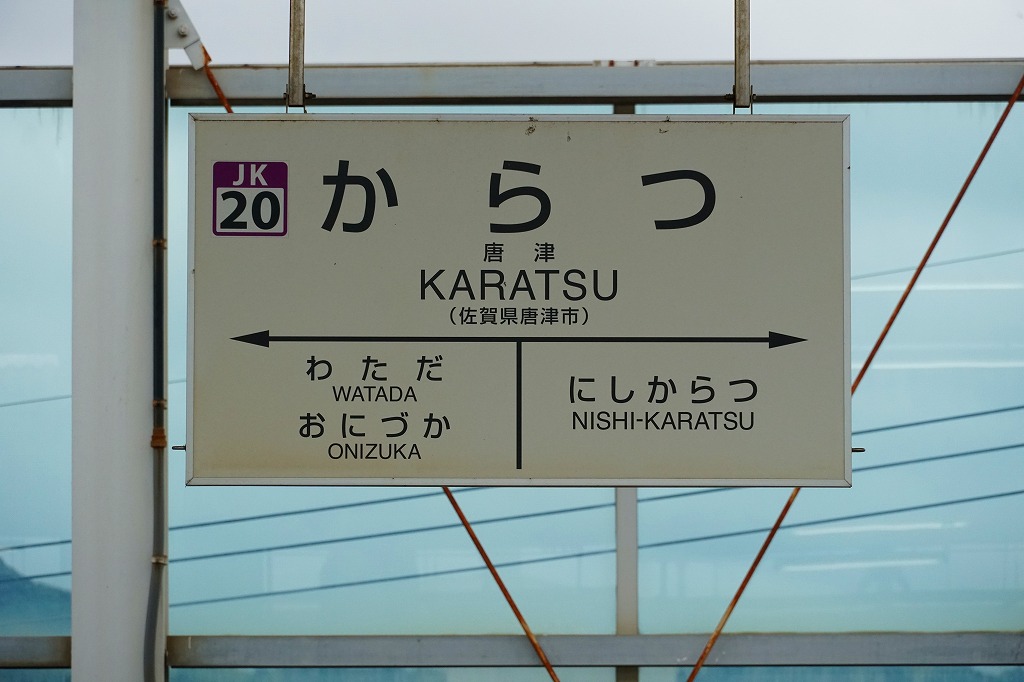 JK
20
からつ
唐津
KARATSU
(佐賀県唐津市)
わただ
WATADA
おにづか
ONIZUKA
にしからつ
NISHI-KARATSU